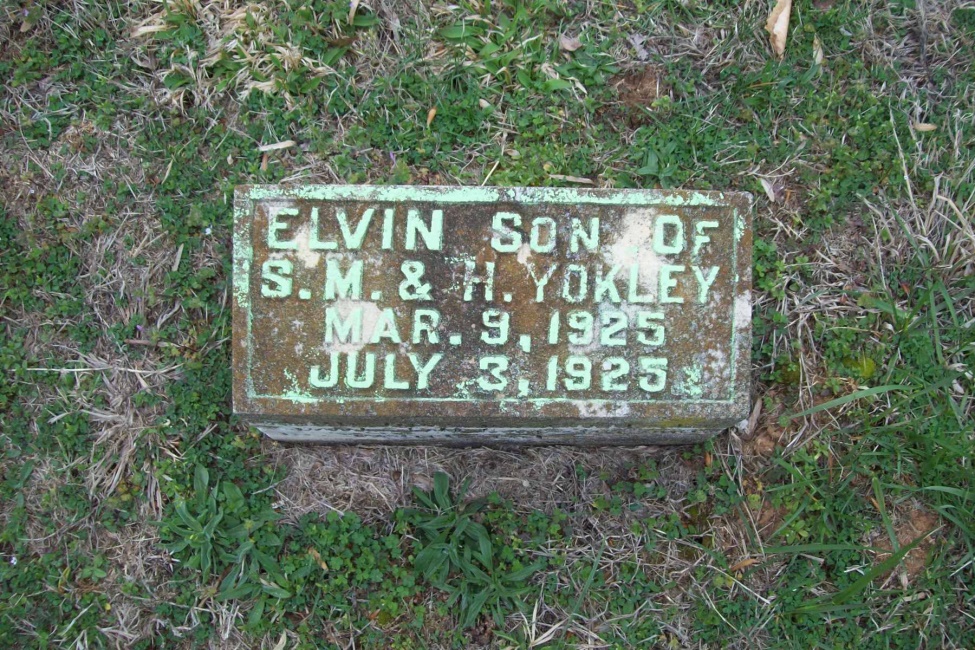 ELVIN SON OF
S. M. & H. YOKLEY
MAR. 9, 1925
JULY 3, 1925